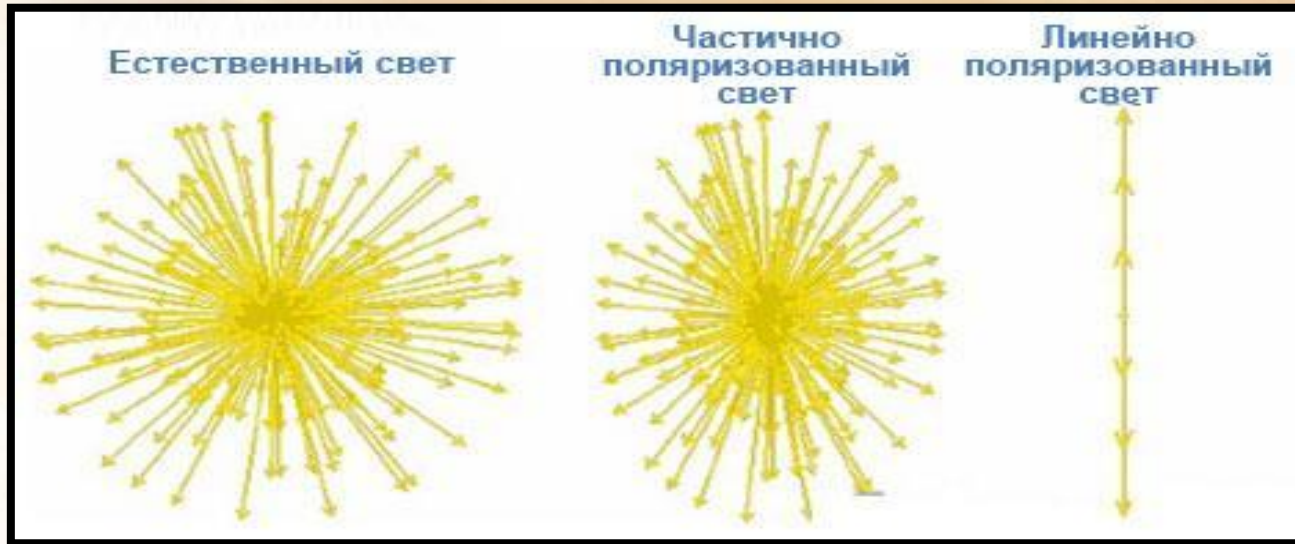 Естественный свет
Частично
поляризованный
свет
Линейно
поляризованный
свет